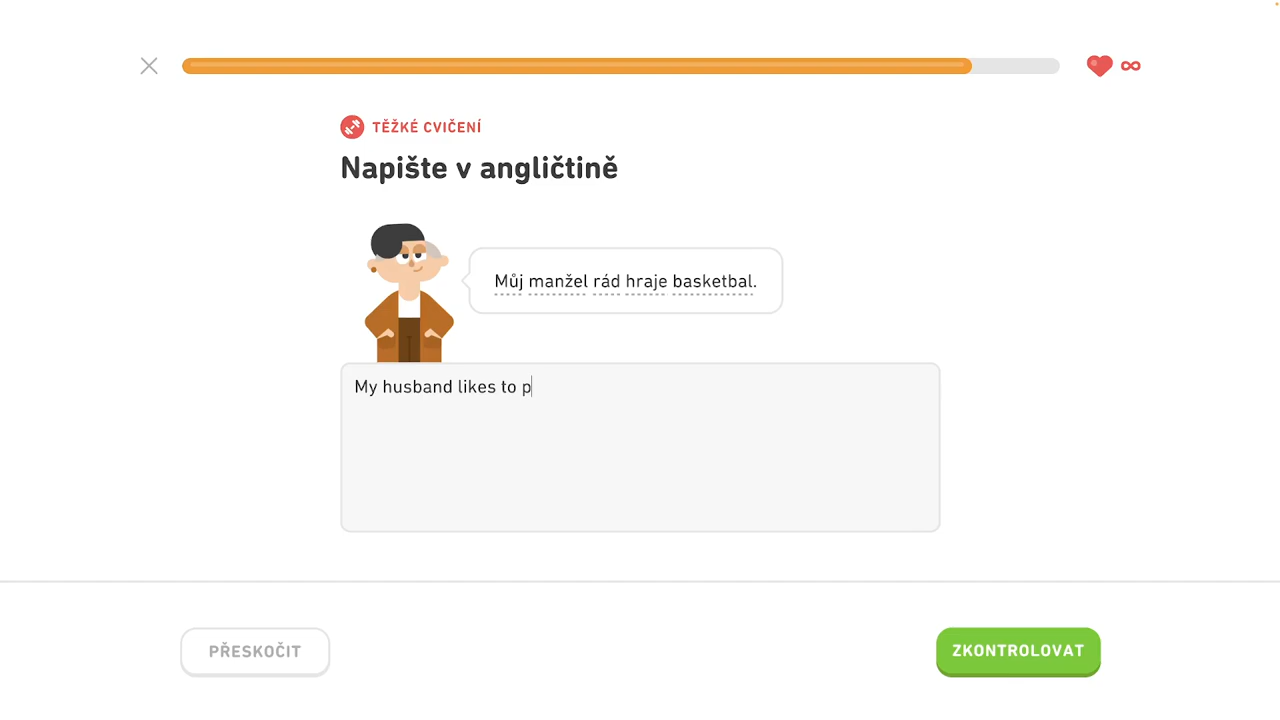 ∞
TĚŽKÉ CVIČENÍ
Napište v angličtině
Můj manžel rád hraje basketbal.
My husband likes to p
PŘESKOČIT
ZKONTROLOVAT